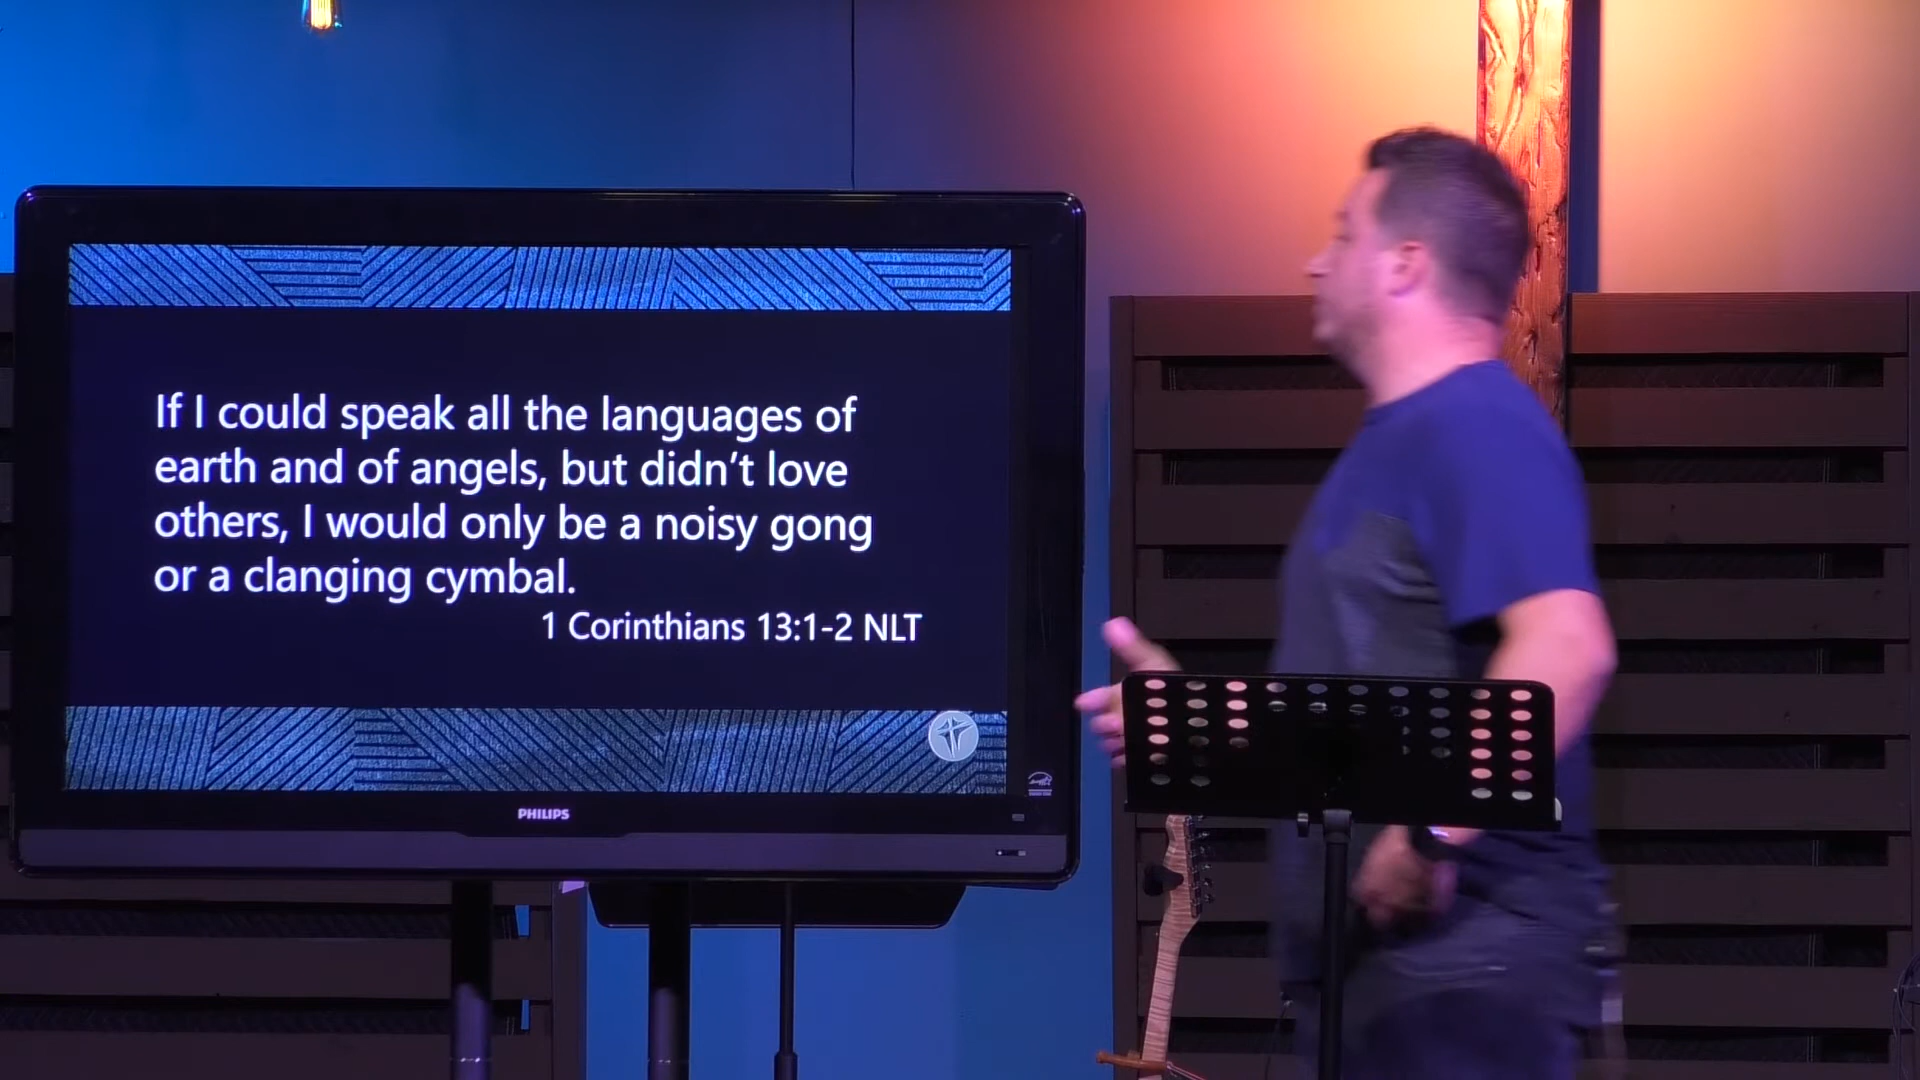 If I could speak all the languages of
earth and of angels, but didn’t love
others, I would only be a noisy gong
or a clanging cymbal.
1 Corinthians 13:1-2 NLT
PHILIPS